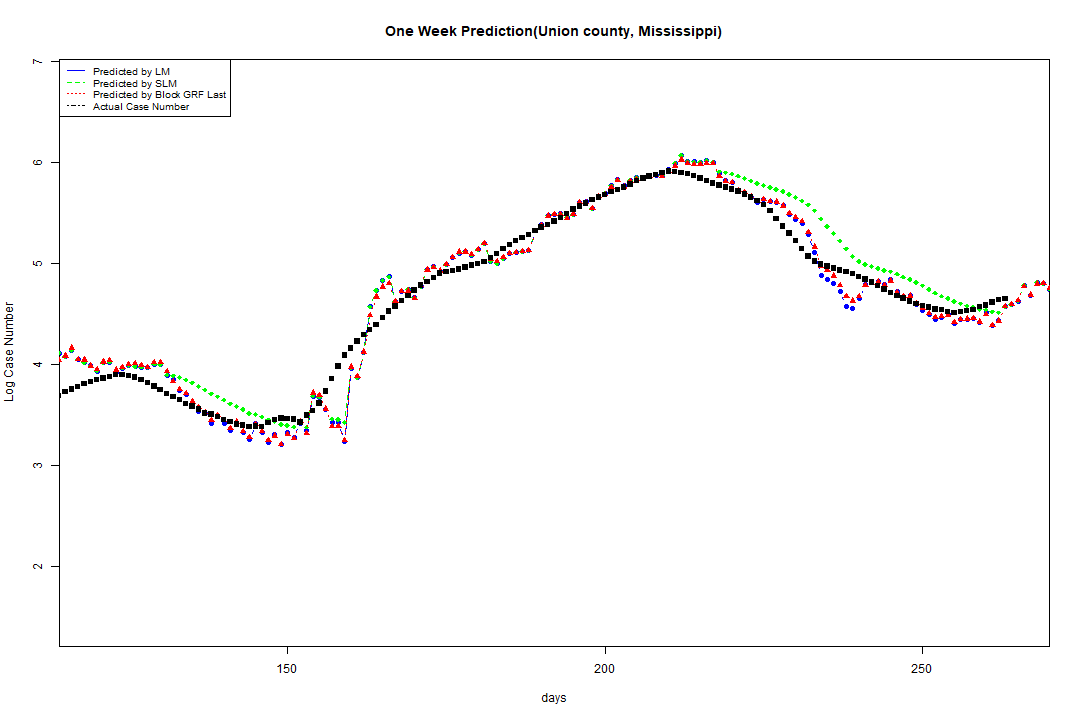 One Week Prediction(Union county, Mississippi)
Predicted by LM
Predicted by SLM
Predicted by Block GRF Last
Actual Case Number
7
6
5
4
3
2
Log Case Number
150 200 250
days